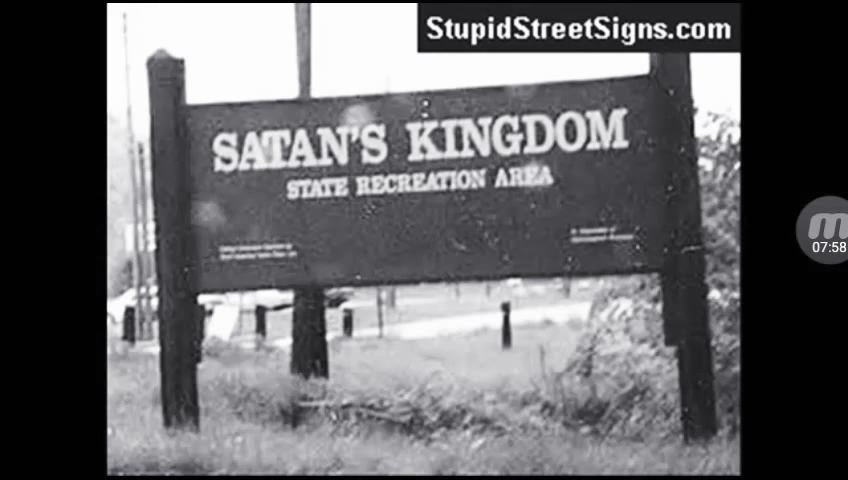 StupidStreetSigns.com
SATAN'S KINGDOM
STATE RECREATION AREA
07:58